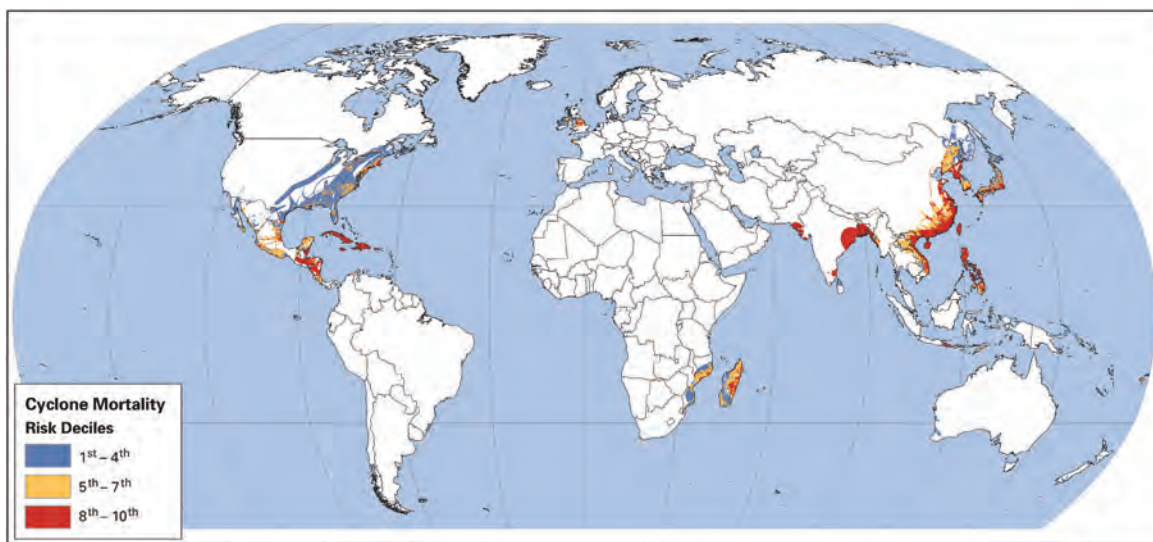 Cyclone Mortality
Risk Deciles
1st – 4th
5th – 7th
8th – 10th